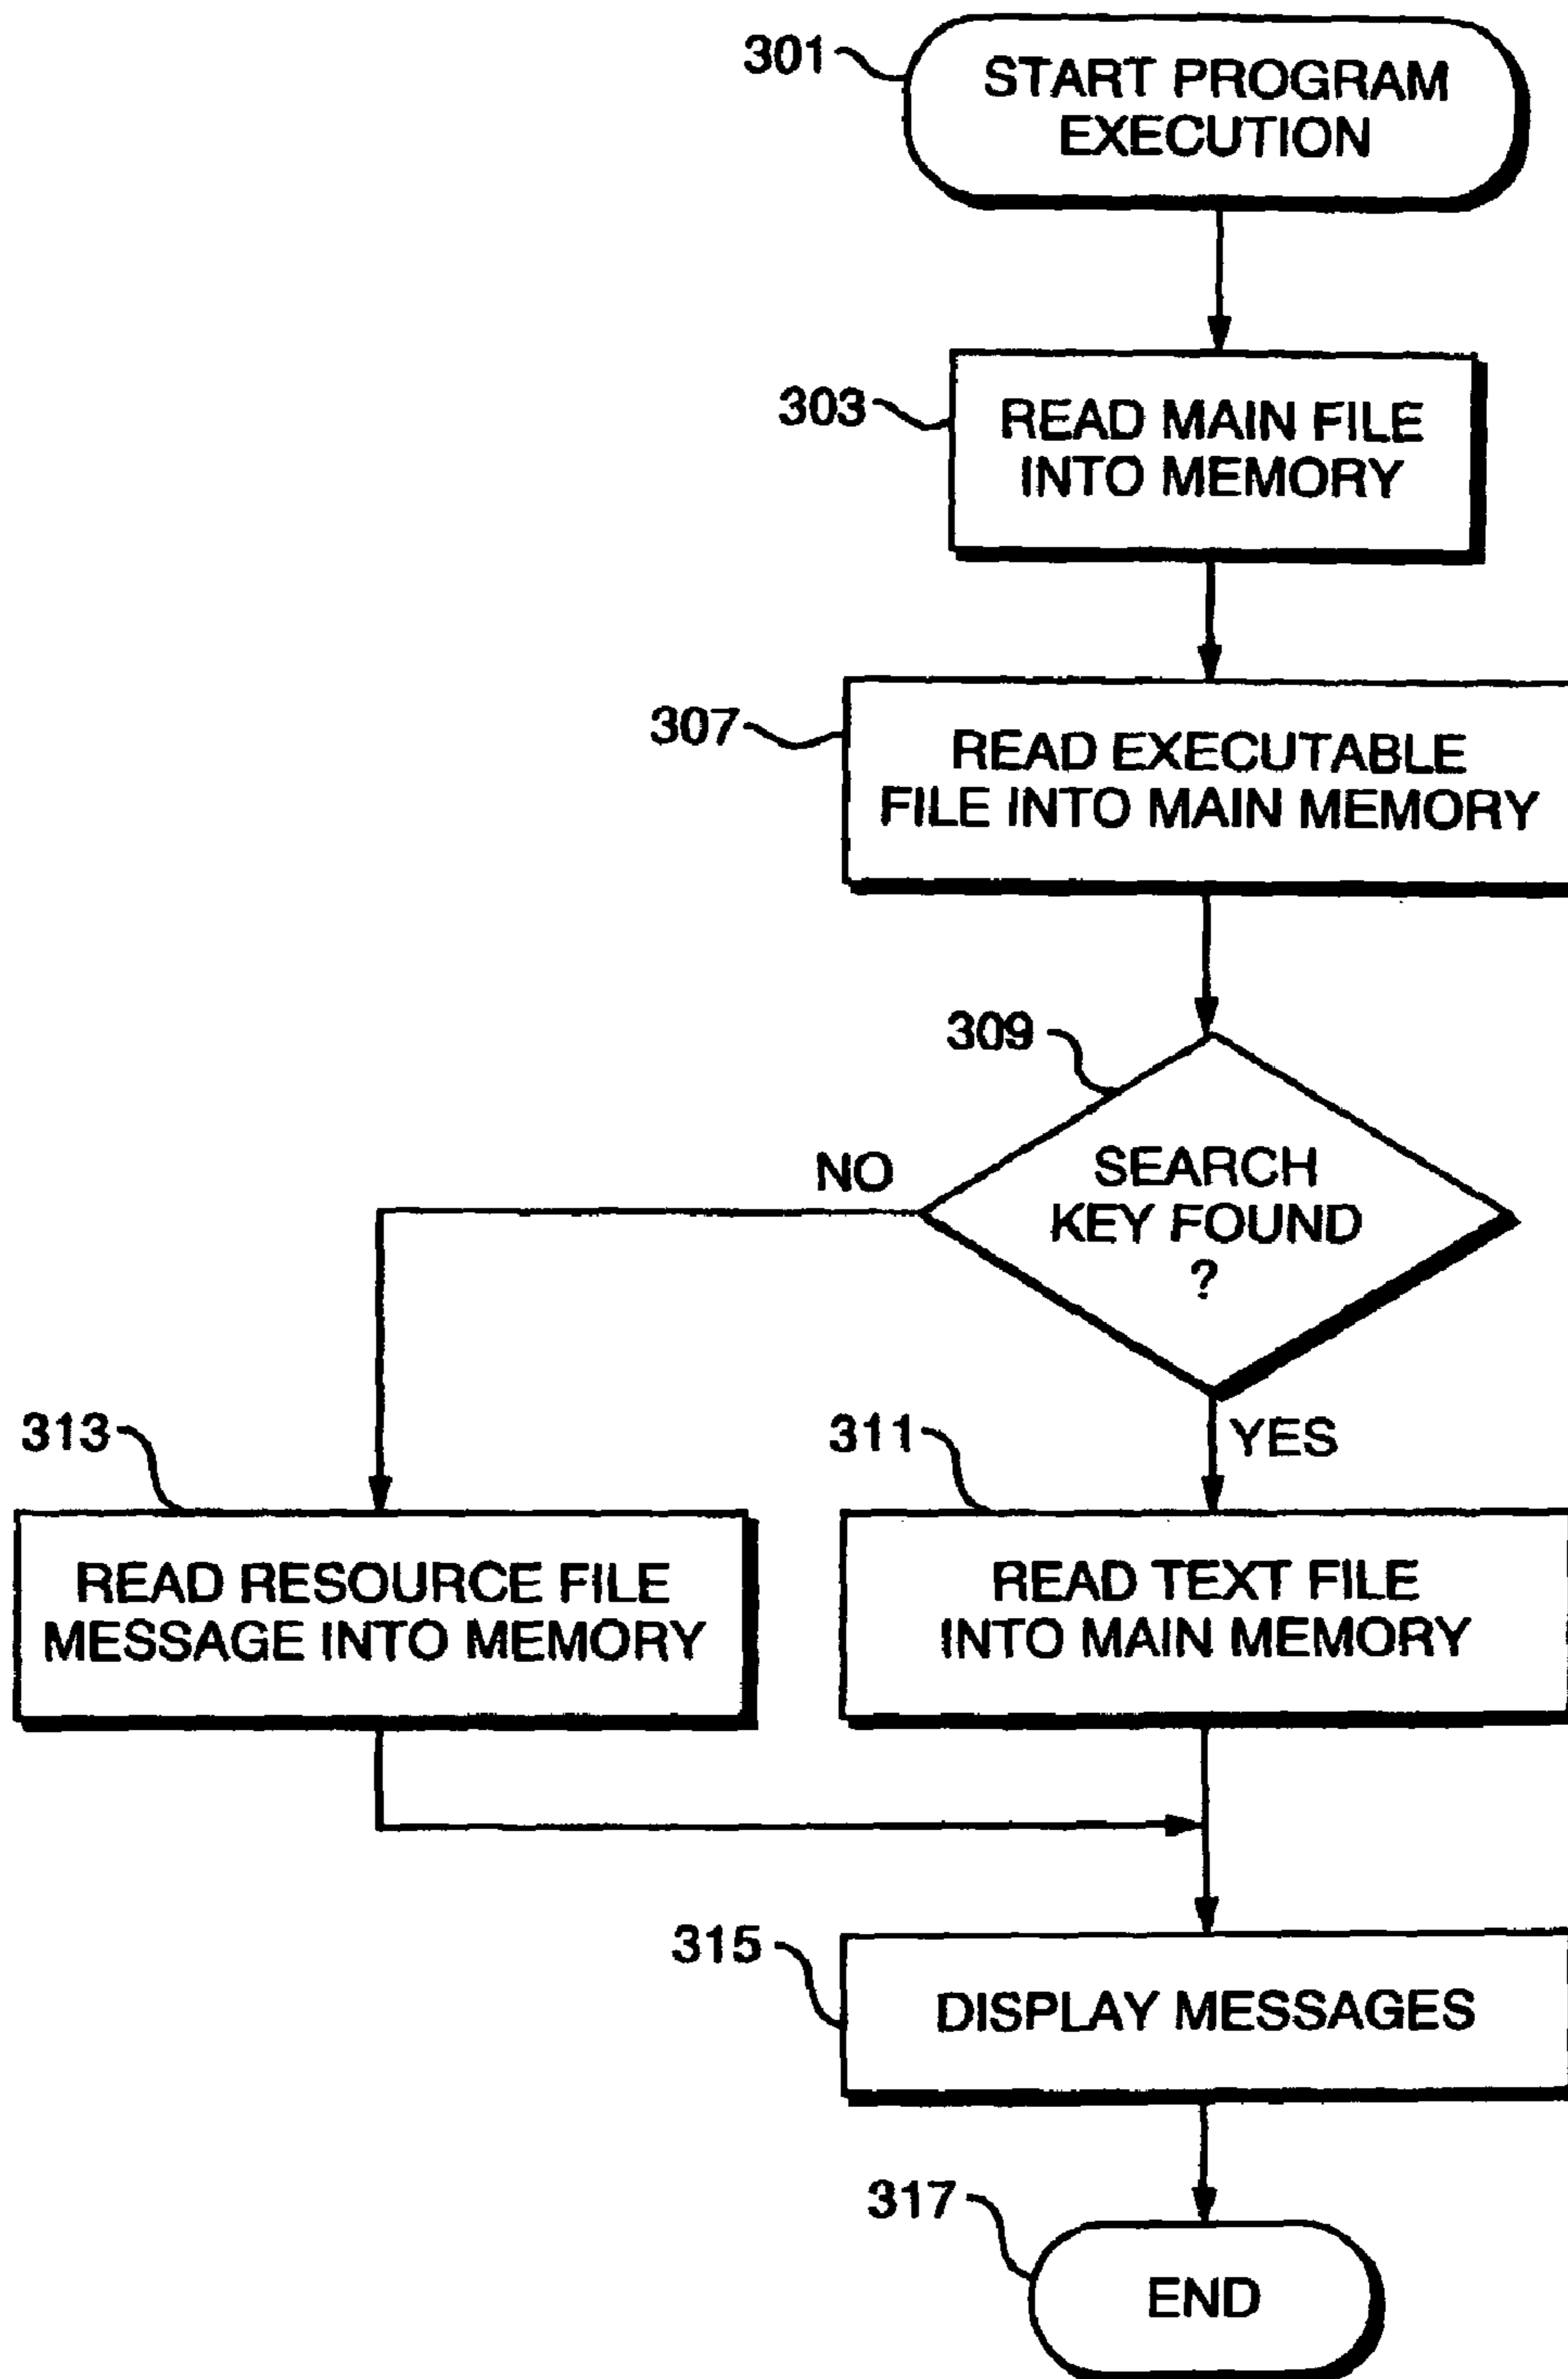 301
START PROGRAM
EXECUTION
303
READ MAIN FILE
INTO MEMORY
307
READ EXECUTABLE
FILE INTO MAIN MEMORY
309
SEARCH
KEY FOUND
?
NO
YES
313
READ RESOURCE FILE
MESSAGE INTO MEMORY
311
READ TEXT FILE
INTO MAIN MEMORY
315
DISPLAY MESSAGES
317
END